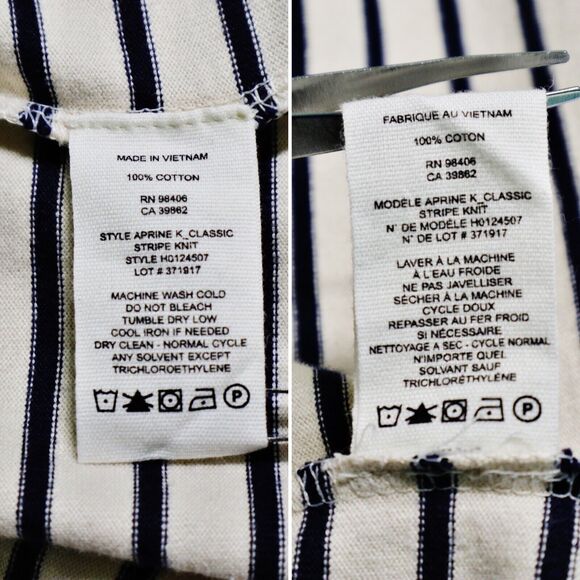 MADE IN VIETNAM
100% COTTON
RN 98406
CA 39862
STYLE APRINE K_CLASSIC
STRIPE KNIT
STYLE H0124507
LOT # 371917
MACHINE WASH COLD
DO NOT BLEACH
TUMBLE DRY LOW
COOL IRON IF NEEDED
DRY CLEAN - NORMAL CYCLE
ANY SOLVENT EXCEPT
TRICHLOROETHYLENE
P
FABRIQUE AU VIETNAM
100% COTON
RN 98406
CA 39862
MODÈLE APRINE K_CLASSIC
STRIPE KNIT
N° DE MODÈLE H0124507
N° DE LOT # 371917
LAVER À LA MACHINE
À L'EAU FROIDE
NE PAS JAVELLISER
SÉCHER À LA MACHINE
CYCLE DOUX
REPASSER AU FER FROID
SI NÉCESSAIRE
NETTOYAGE A SEC - CYCLE NORMAL
N'IMPORTE QUEL
SOLVANT SAUF
TRICHLORÉTHYLÈNE
P